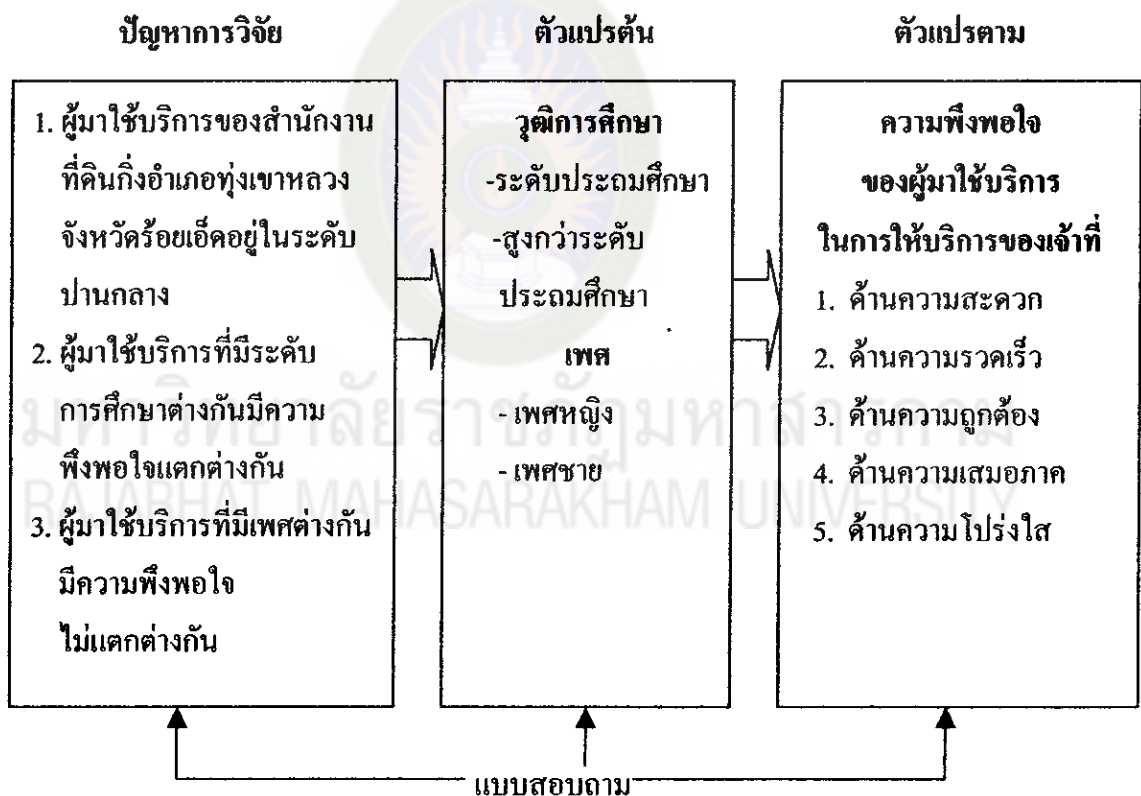 ปัญหาการวิจัย
1. ผู้มาใช้บริการของสำนักงาน
ที่ดินกิ่งอำเภอทุ่งเขาหลวง
จังหวัดร้อยเอ็ดอยู่ในระดับ
ปานกลาง
2. ผู้มาใช้บริการที่มีระดับ
การศึกษาต่างกันมีความ
พึงพอใจแตกต่างกัน
3. ผู้มาใช้บริการที่มีเพศต่างกัน
มีความพึงพอใจ
ไม่แตกต่างกัน
ตัวแปรต้น
วุฒิการศึกษา
-ระดับประถมศึกษา
-สูงกว่าระดับ
ประถมศึกษา
เพศ
- เพศหญิง
- เพศชาย
ตัวแปรตาม
ความพึงพอใจ
ของผู้มาใช้บริการ
ในการให้บริการของเจ้าที่
1. ด้านความสะดวก
2. ด้านความรวดเร็ว
3. ด้านความถูกต้อง
4. ด้านความเสมอภาค
5. ด้านความโปร่งใส
แบบสอบถาม
มหาวิทยาลัยราชภัฏมหาสารคาม
RAJABHAT MAHASARAKHAM UNIVERSITY